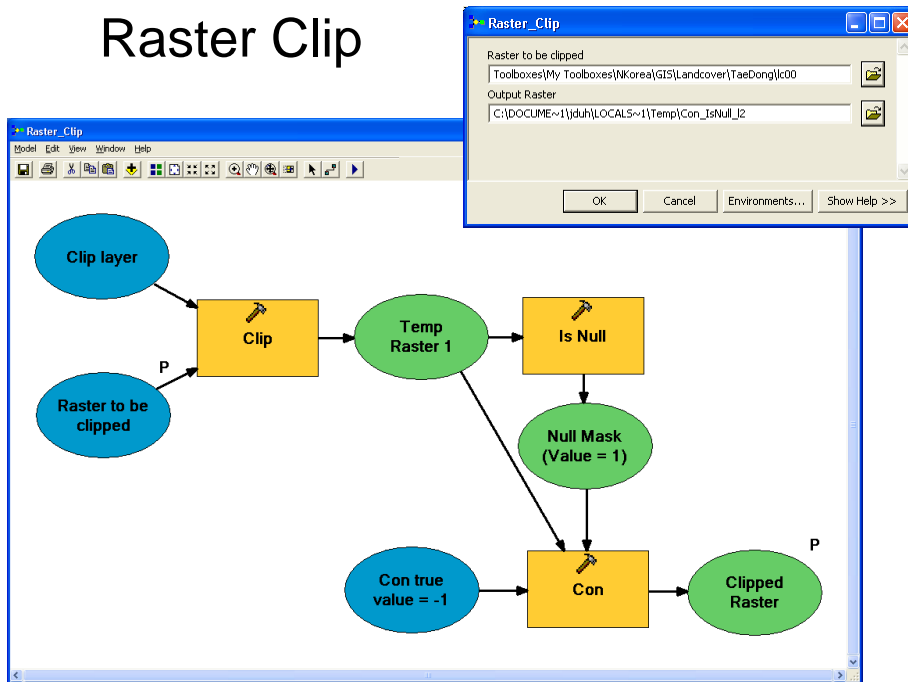 Raster Clip
Raster_Clip
Raster to be clipped
Toolboxes\My Toolboxes\NKorea\GIS\Landcover\TaeDong\lc00
Output Raster
C:\DOCUME~1\jduh\LOCALS~1\Temp\Con_IsNull_l2
OK Cancel Environments... Show Help >>
Raster_Clip
Model Edit View Window Help
Clip layer
Clip
Temp
Raster 1
Is Null
P
Raster to be
clipped
Null Mask
(Value = 1)
Con true
value = -1
Con
P
Clipped
Raster